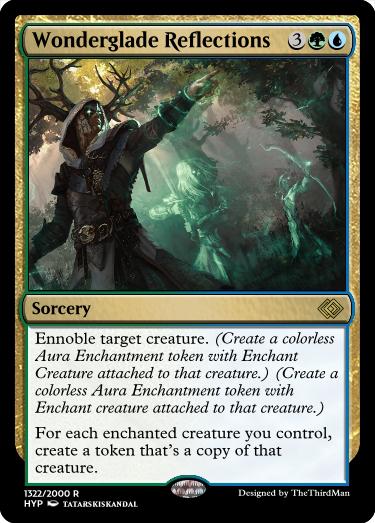 Wonderglade Reflections 3
Sorcery
Ennoble target creature. (Create a colorless
Aura Enchantment token with Enchant
Creature attached to that creature.) (Create a
colorless Aura Enchantment token with
Enchant creature attached to that creature.)
For each enchanted creature you control,
create a token that's a copy of that
creature.
1322/2000 R
HYP TATARSKISKANDAL
Designed by TheThirdMan